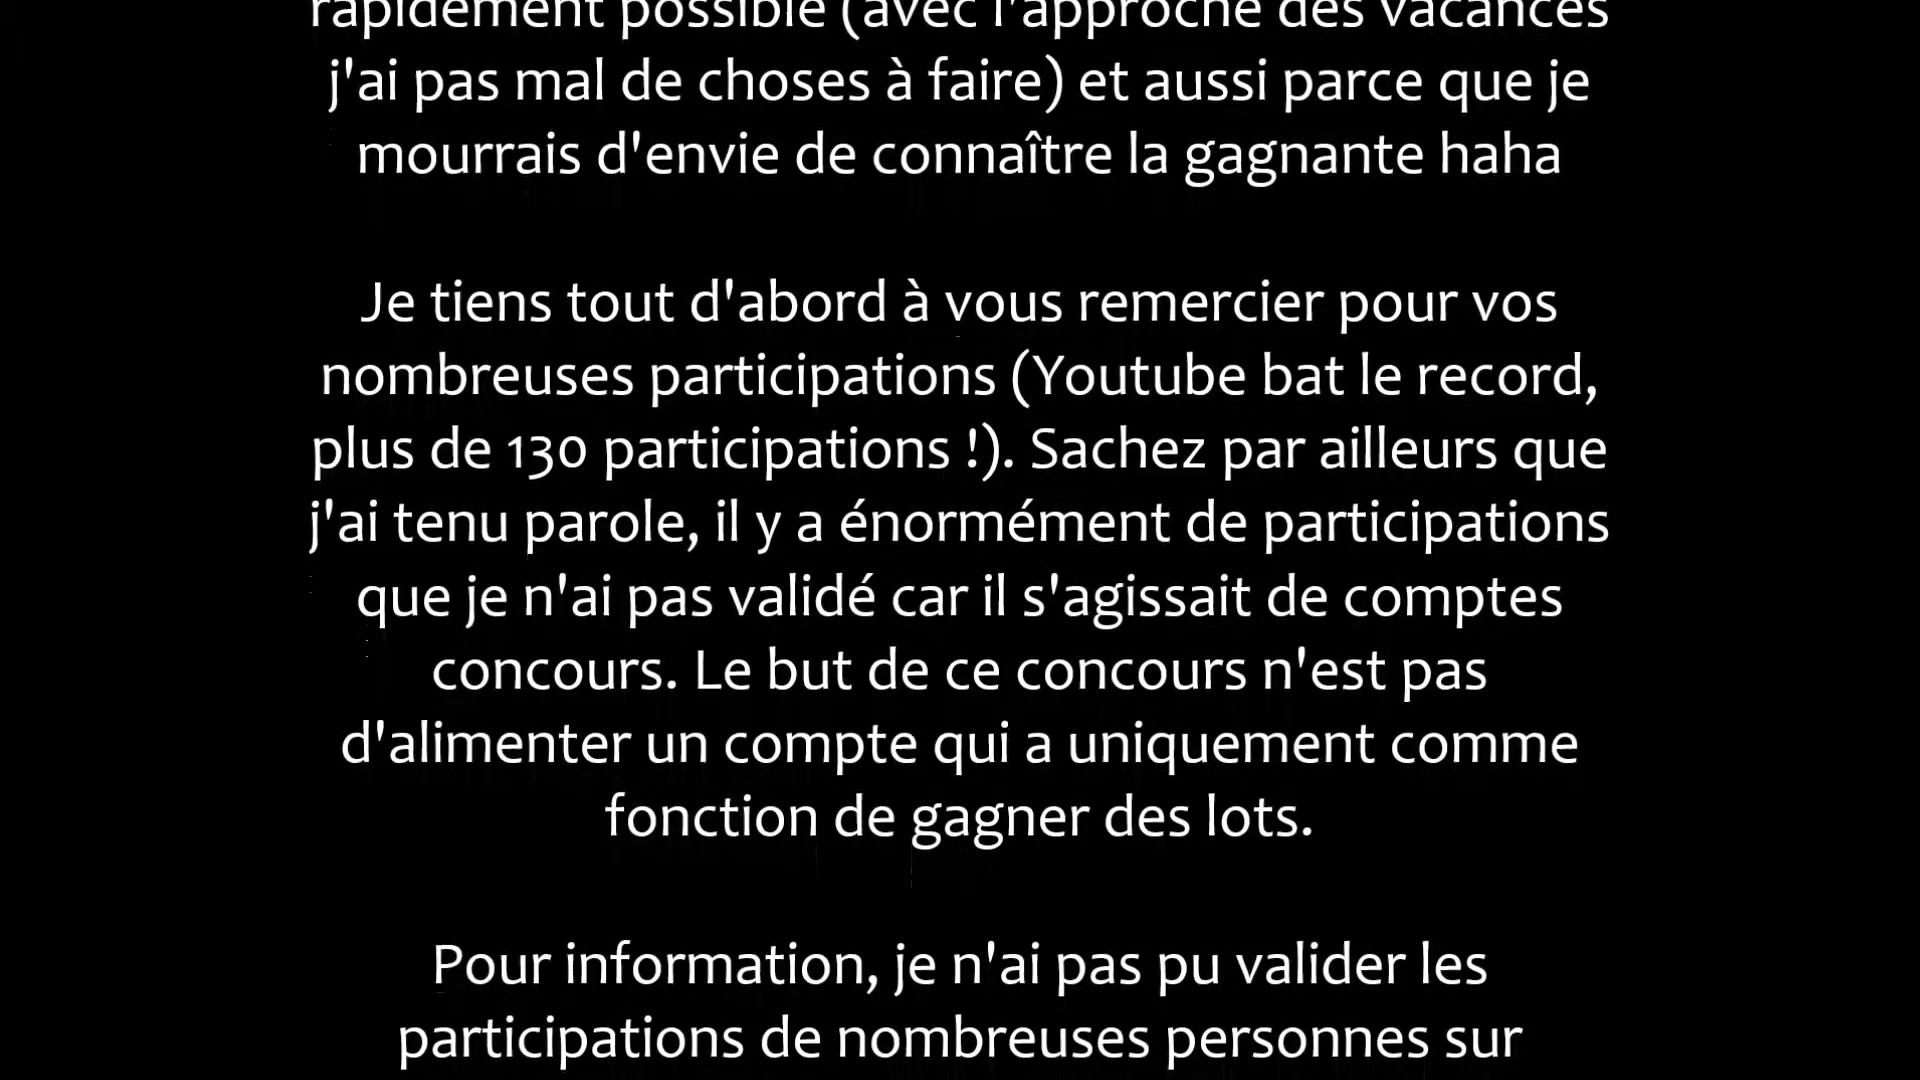 rapidement possible (avec l'approche des vacances
j'ai pas mal de choses à faire) et aussi parce que je
mourrais d'envie de connaître la gagnante haha
Je tiens tout d'abord à vous remercier pour vos
nombreuses participations (Youtube bat le record,
plus de 130 participations !). Sachez par ailleurs que
j'ai tenu parole, il y a énormément de participations
que je n'ai pas validé car il s'agissait de comptes
concours. Le but de ce concours n'est pas
d'alimenter un compte qui a uniquement comme
fonction de gagner des lots.
Pour information, je n'ai pas pu valider les
participations de nombreuses personnes sur